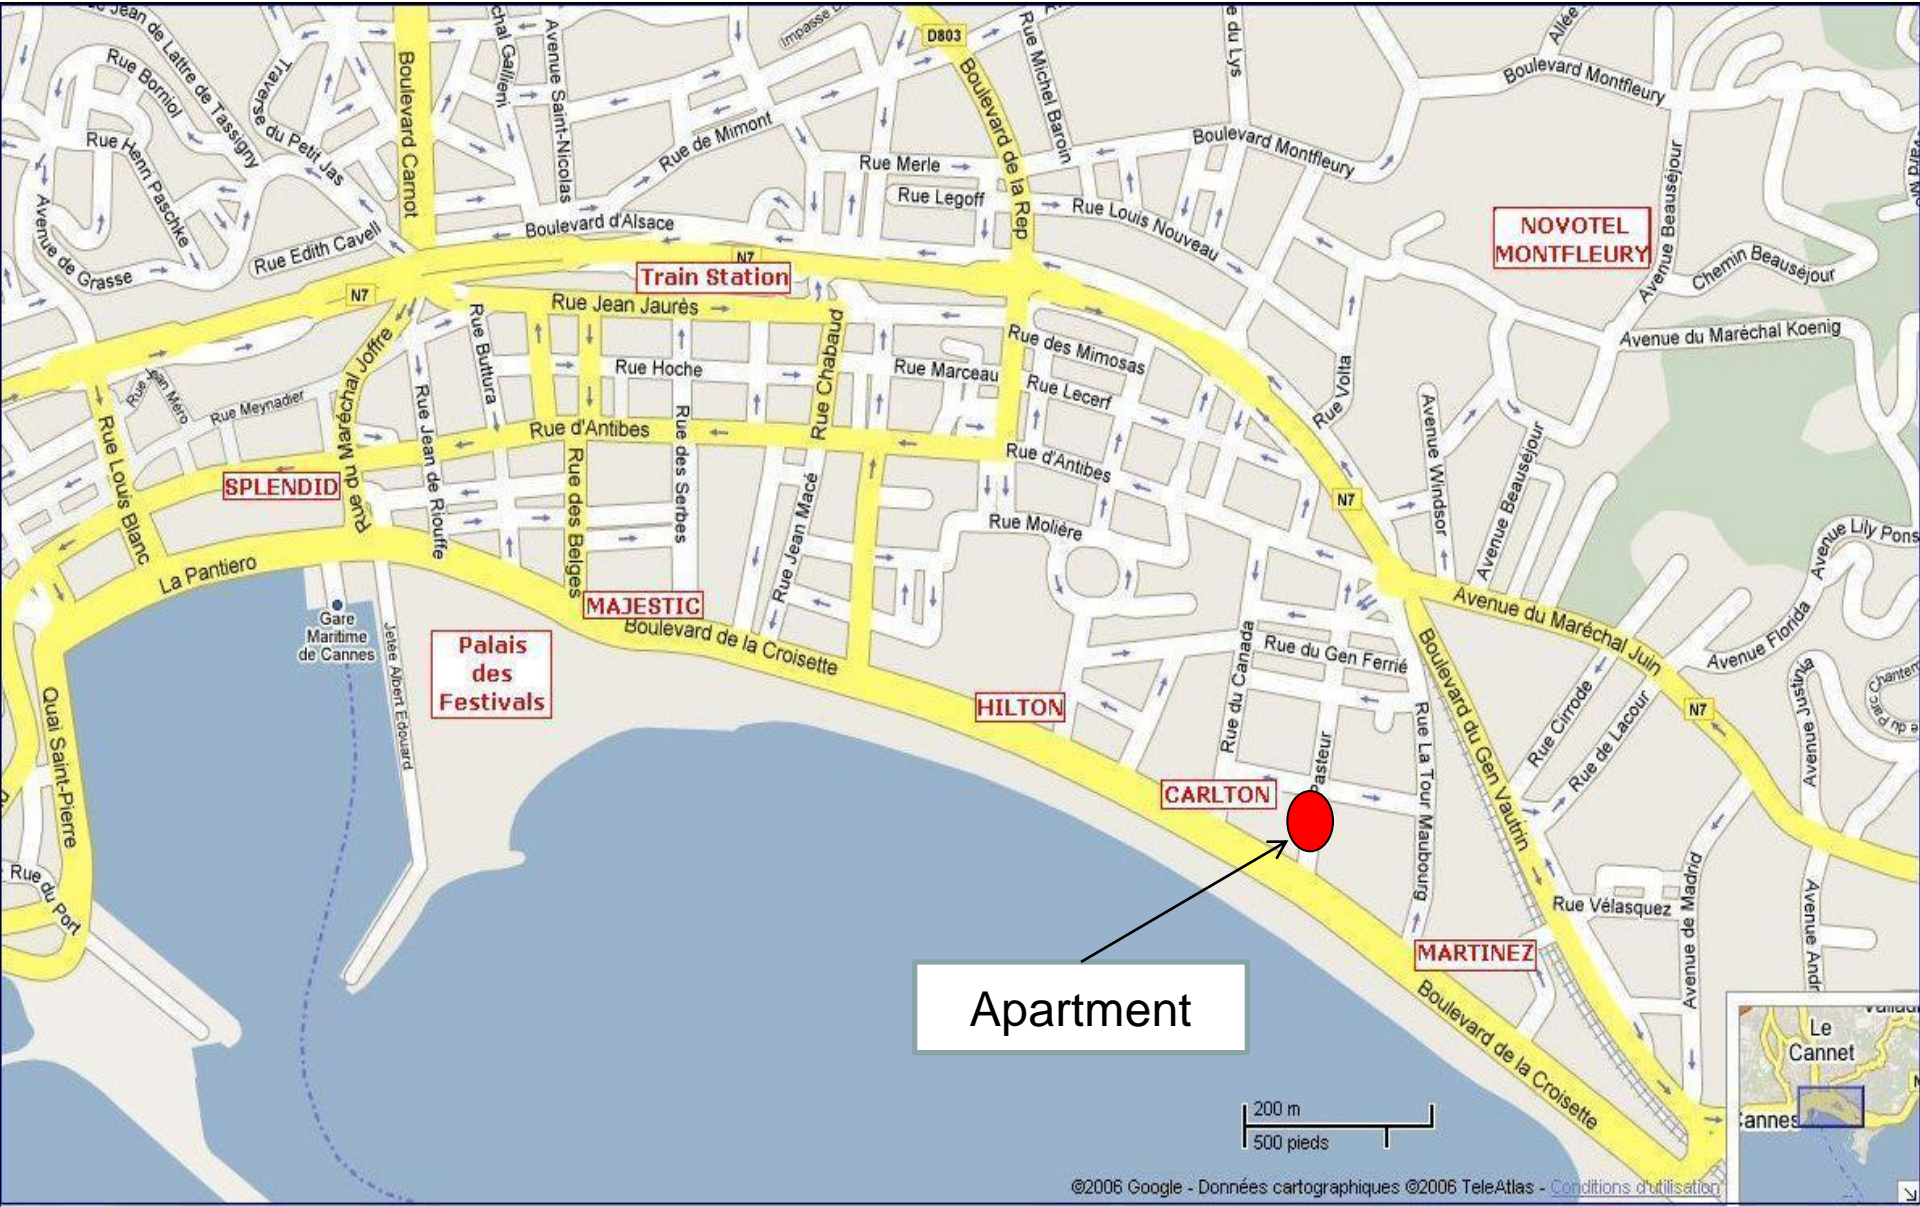 Jean de Lattre de Tassigny
Rue Borniol
Traverse du Petit Jas
Boulevard Carnot
Avenue Saint-Nicolas
D803
Rue Michel Baroin
du Lys
Allée
Boulevard Montfleury
Rue Henri Paschke
Rue de Mimont
Boulevard de la Rep
Rue Merle
Rue Legoff
Boulevard Montfleury
Avenue Beauséjour
Avenue de Grasse
Rue Edith Cavell
Boulevard d'Alsace
Rue Louis Nouveau
NOVOTEL
MONTFLEURY
Chemin Beauséjour
N7
N7
Train Station
Rue Jean Jaurès
Rue Chabaud
Rue des Mimosas
Avenue du Maréchal Koenig
Rue Buttura
Rue Hoche
Rue Marceau
Rue Lecerf
Rue Volta
Rue Jean Méro
Rue Meynadier
Rue du Maréchal Joffre
Rue Jean de Riouffe
Rue d'Antibes
Rue des Serbes
Rue d'Antibes
Avenue Windsor
Avenue Beauséjour
Rue Louis Blanc
SPLENDID
Rue des Belges
Rue Jean Macé
Rue Molière
N7
Avenue Lily Pons
La Pantiero
MAJESTIC
Boulevard de la Croisette
Gare
Maritime
de Cannes
Jetée Albert Edouard
Palais
des
Festivals
Rue du Canada
Rue du Gen Ferrié
Avenue du Maréchal Juin
Avenue Florida
Boulevard du Gen Vautrin
Rue Cirrode
Rue de Lacour
N7
Avenue Justinia
du Parc
Quai Saint-Pierre
HILTON
Pasteur
Rue La Tour Maubourg
CARLTON
Rue du Port
Rue Vélasquez
Avenue de Madrid
MARTINEZ
Apartment
Boulevard de la Croisette
200 m
500 pieds
Le
Cannet
©2006 Google - Données cartographiques ©2006 TeleAtlas - Conditions d'utilisation